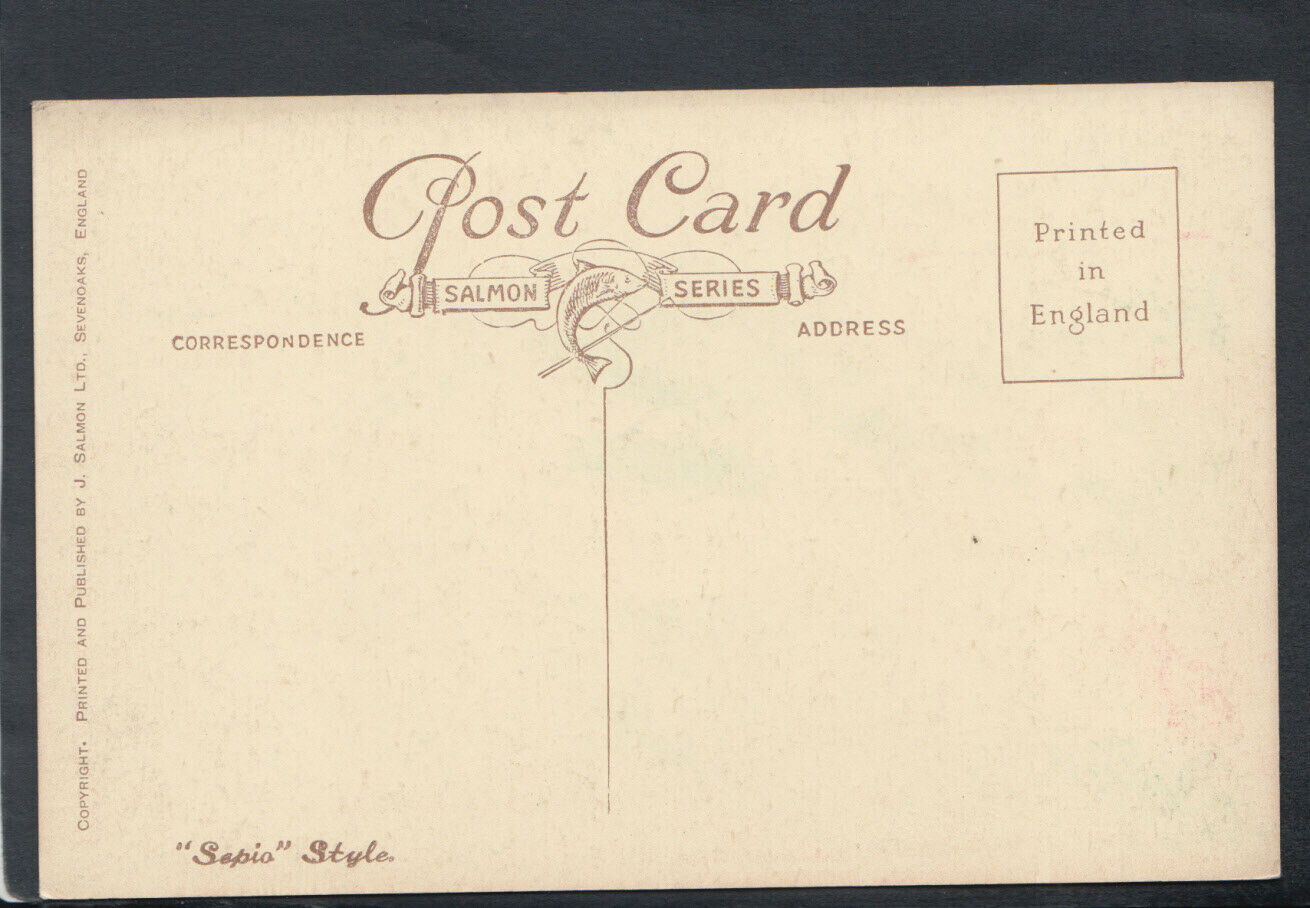 Post Card
SALMON SERIES
CORRESPONDENCE
ADDRESS
Printed
in
England
COPYRIGHT. PRINTED AND PUBLISHED BY J. SALMON LTD., SEVENOAKS, ENGLAND
"Sepio" Style.